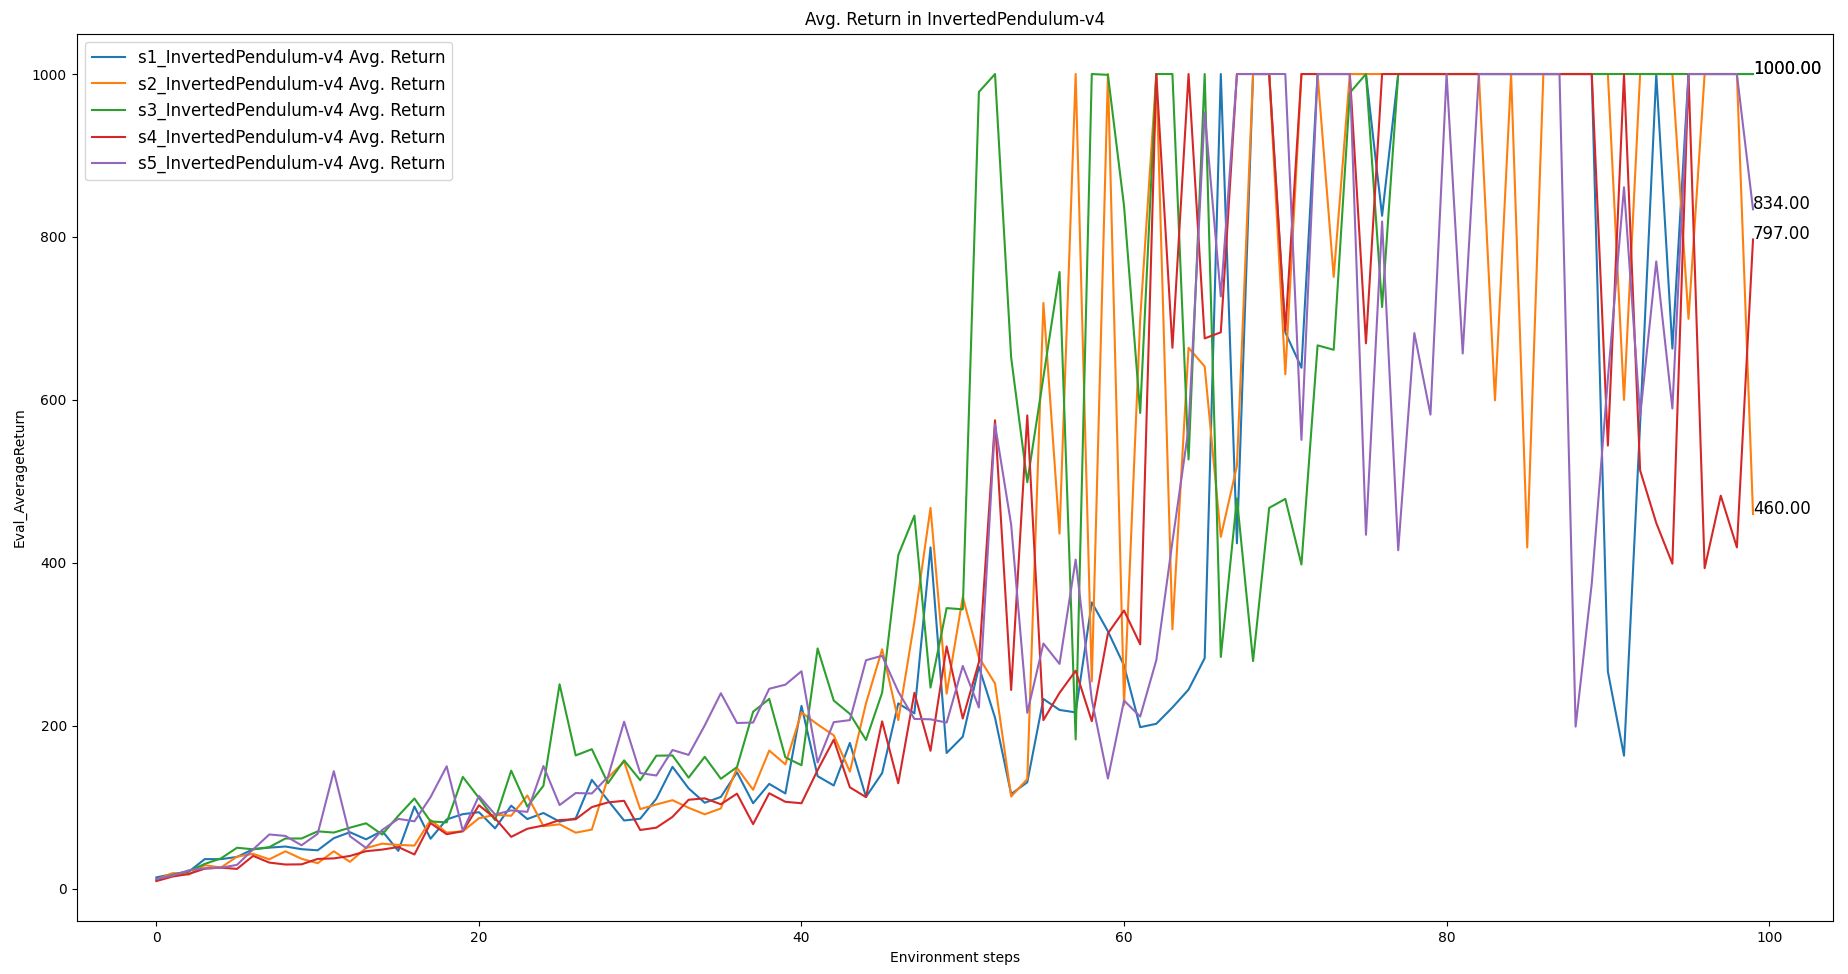 Avg. Return in InvertedPendulum-v4
s1_InvertedPendulum-v4 Avg. Return
s2_InvertedPendulum-v4 Avg. Return
s3_InvertedPendulum-v4 Avg. Return
s4_InvertedPendulum-v4 Avg. Return
s5_InvertedPendulum-v4 Avg. Return
1000.00
834.00
797.00
460.00
Eval_AverageReturn
1000
800
600
400
200
0
0
20
40
60
80
100
Environment steps